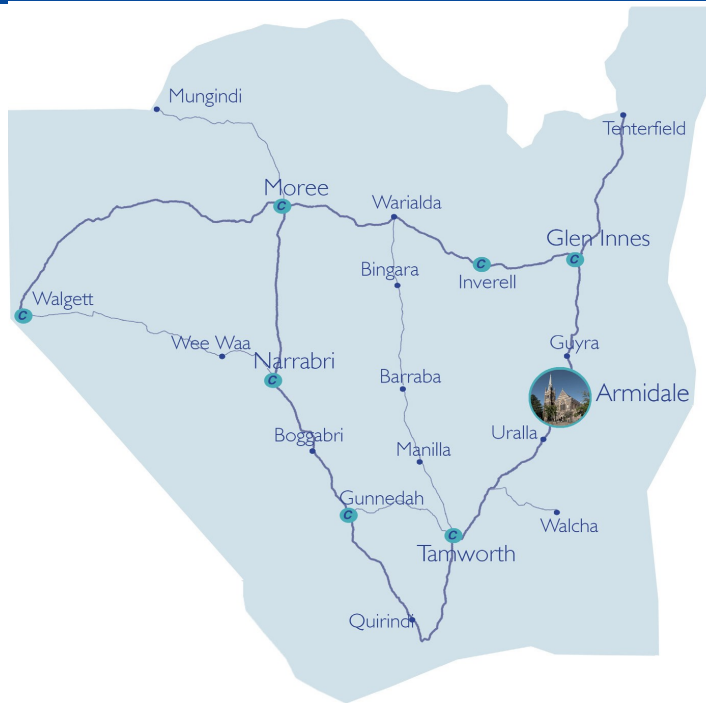 Mungindi
Tenterfield
Moree
Warialda
Glen Innes
Bingara
C
C
C
Inverell
Walgett
C
Wee Waa
Guyra
Narrabri
C
Barraba
Armidale
Boggabri
Uralla
Manilla
Gunnedah
C
Walcha
C
Tamworth
Quirindi